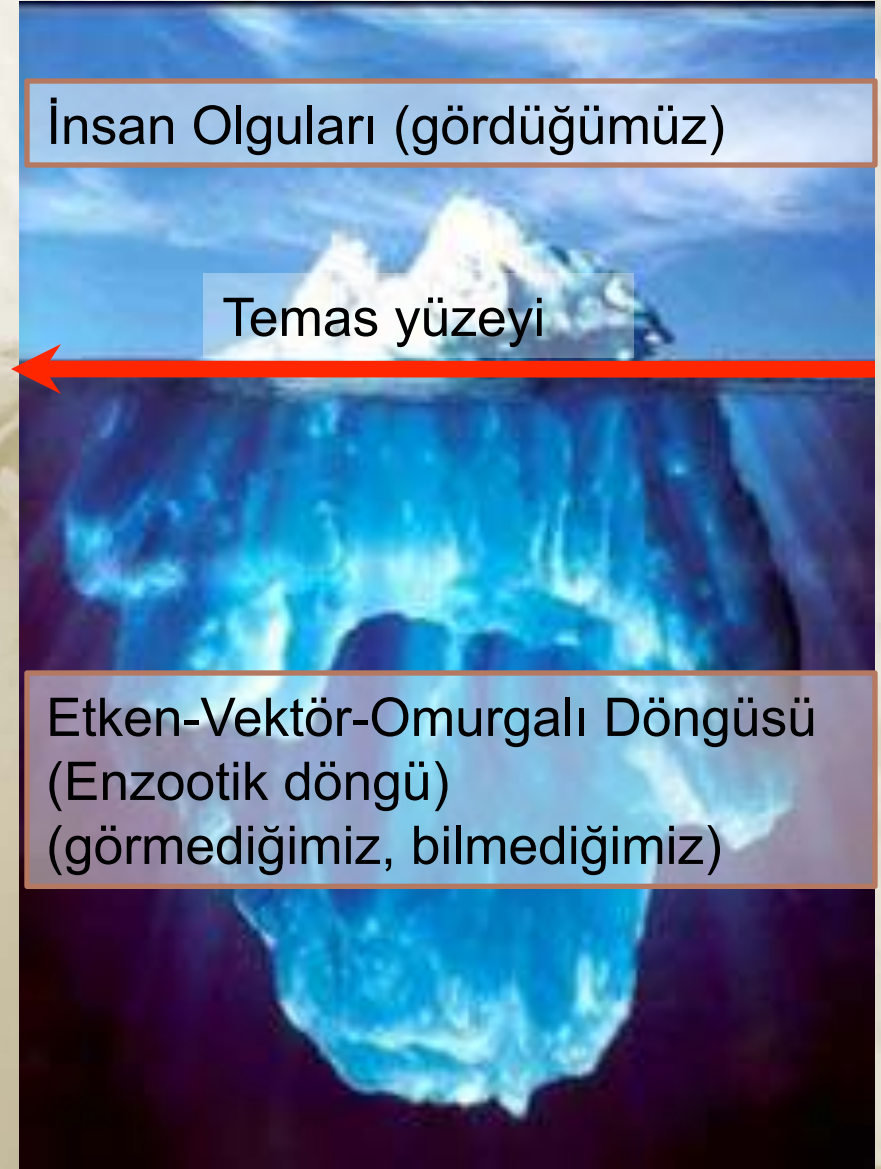 İnsan Olguları (gördüğümüz)
Temas yüzeyi
Etken-Vektör-Omurgalı Döngüsü
(Enzootik döngü)
(görmediğimiz, bilmediğimiz)